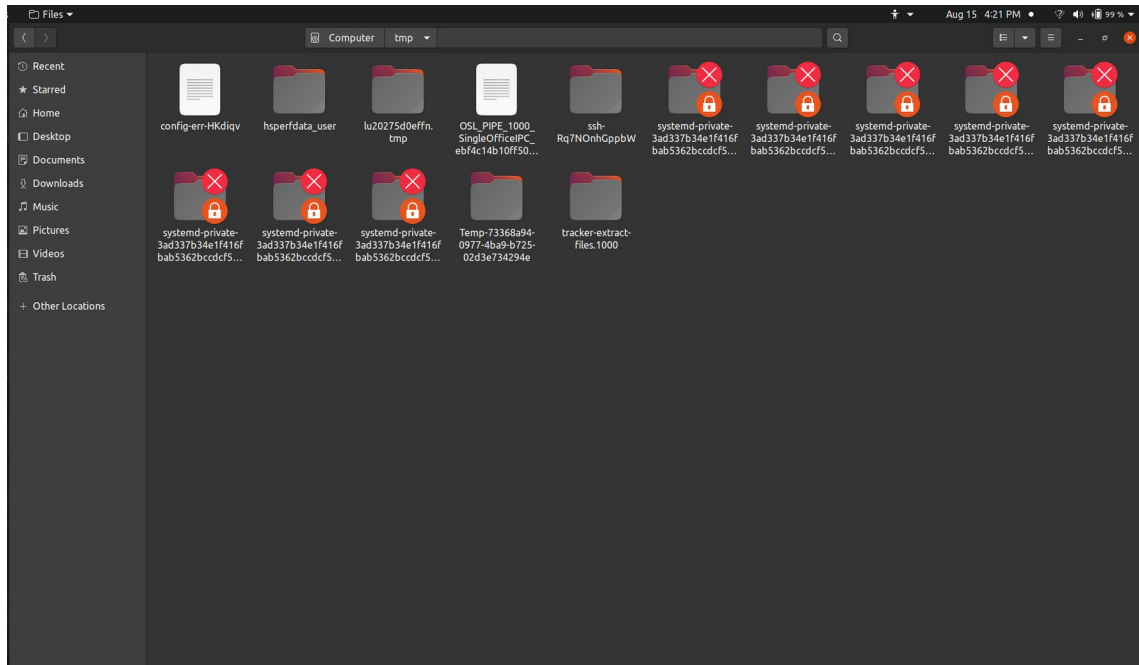 Files
Aug 15 4:21 PM
99 %
Computer tmp
Recent
Starred
Home
Desktop
Documents
Downloads
Music
Pictures
Videos
Trash
+ Other Locations
config-err-HKdiqv
hsperfdata_user
lu20275d0effn.
tmp
OSL_PIPE_1000_
SingleOfficeIPC_
ebf4c14b10ff50...
ssh-
Rq7NOnhGppbW
systemd-private-
3ad337b34e1f416f
bab5362bccdcf5...
systemd-private-
3ad337b34e1f416f
bab5362bccdcf5...
systemd-private-
3ad337b34e1f416f
bab5362bccdcf5...
systemd-private-
3ad337b34e1f416f
bab5362bccdcf5...
systemd-private-
3ad337b34e1f416f
bab5362bccdcf5...
systemd-private-
3ad337b34e1f416f
bab5362bccdcf5...
systemd-private-
3ad337b34e1f416f
bab5362bccdcf5...
systemd-private-
3ad337b34e1f416f
bab5362bccdcf5...
Temp-73368a94-
0977-4ba9-b725-
02d3e734294e
tracker-extract-
files.1000